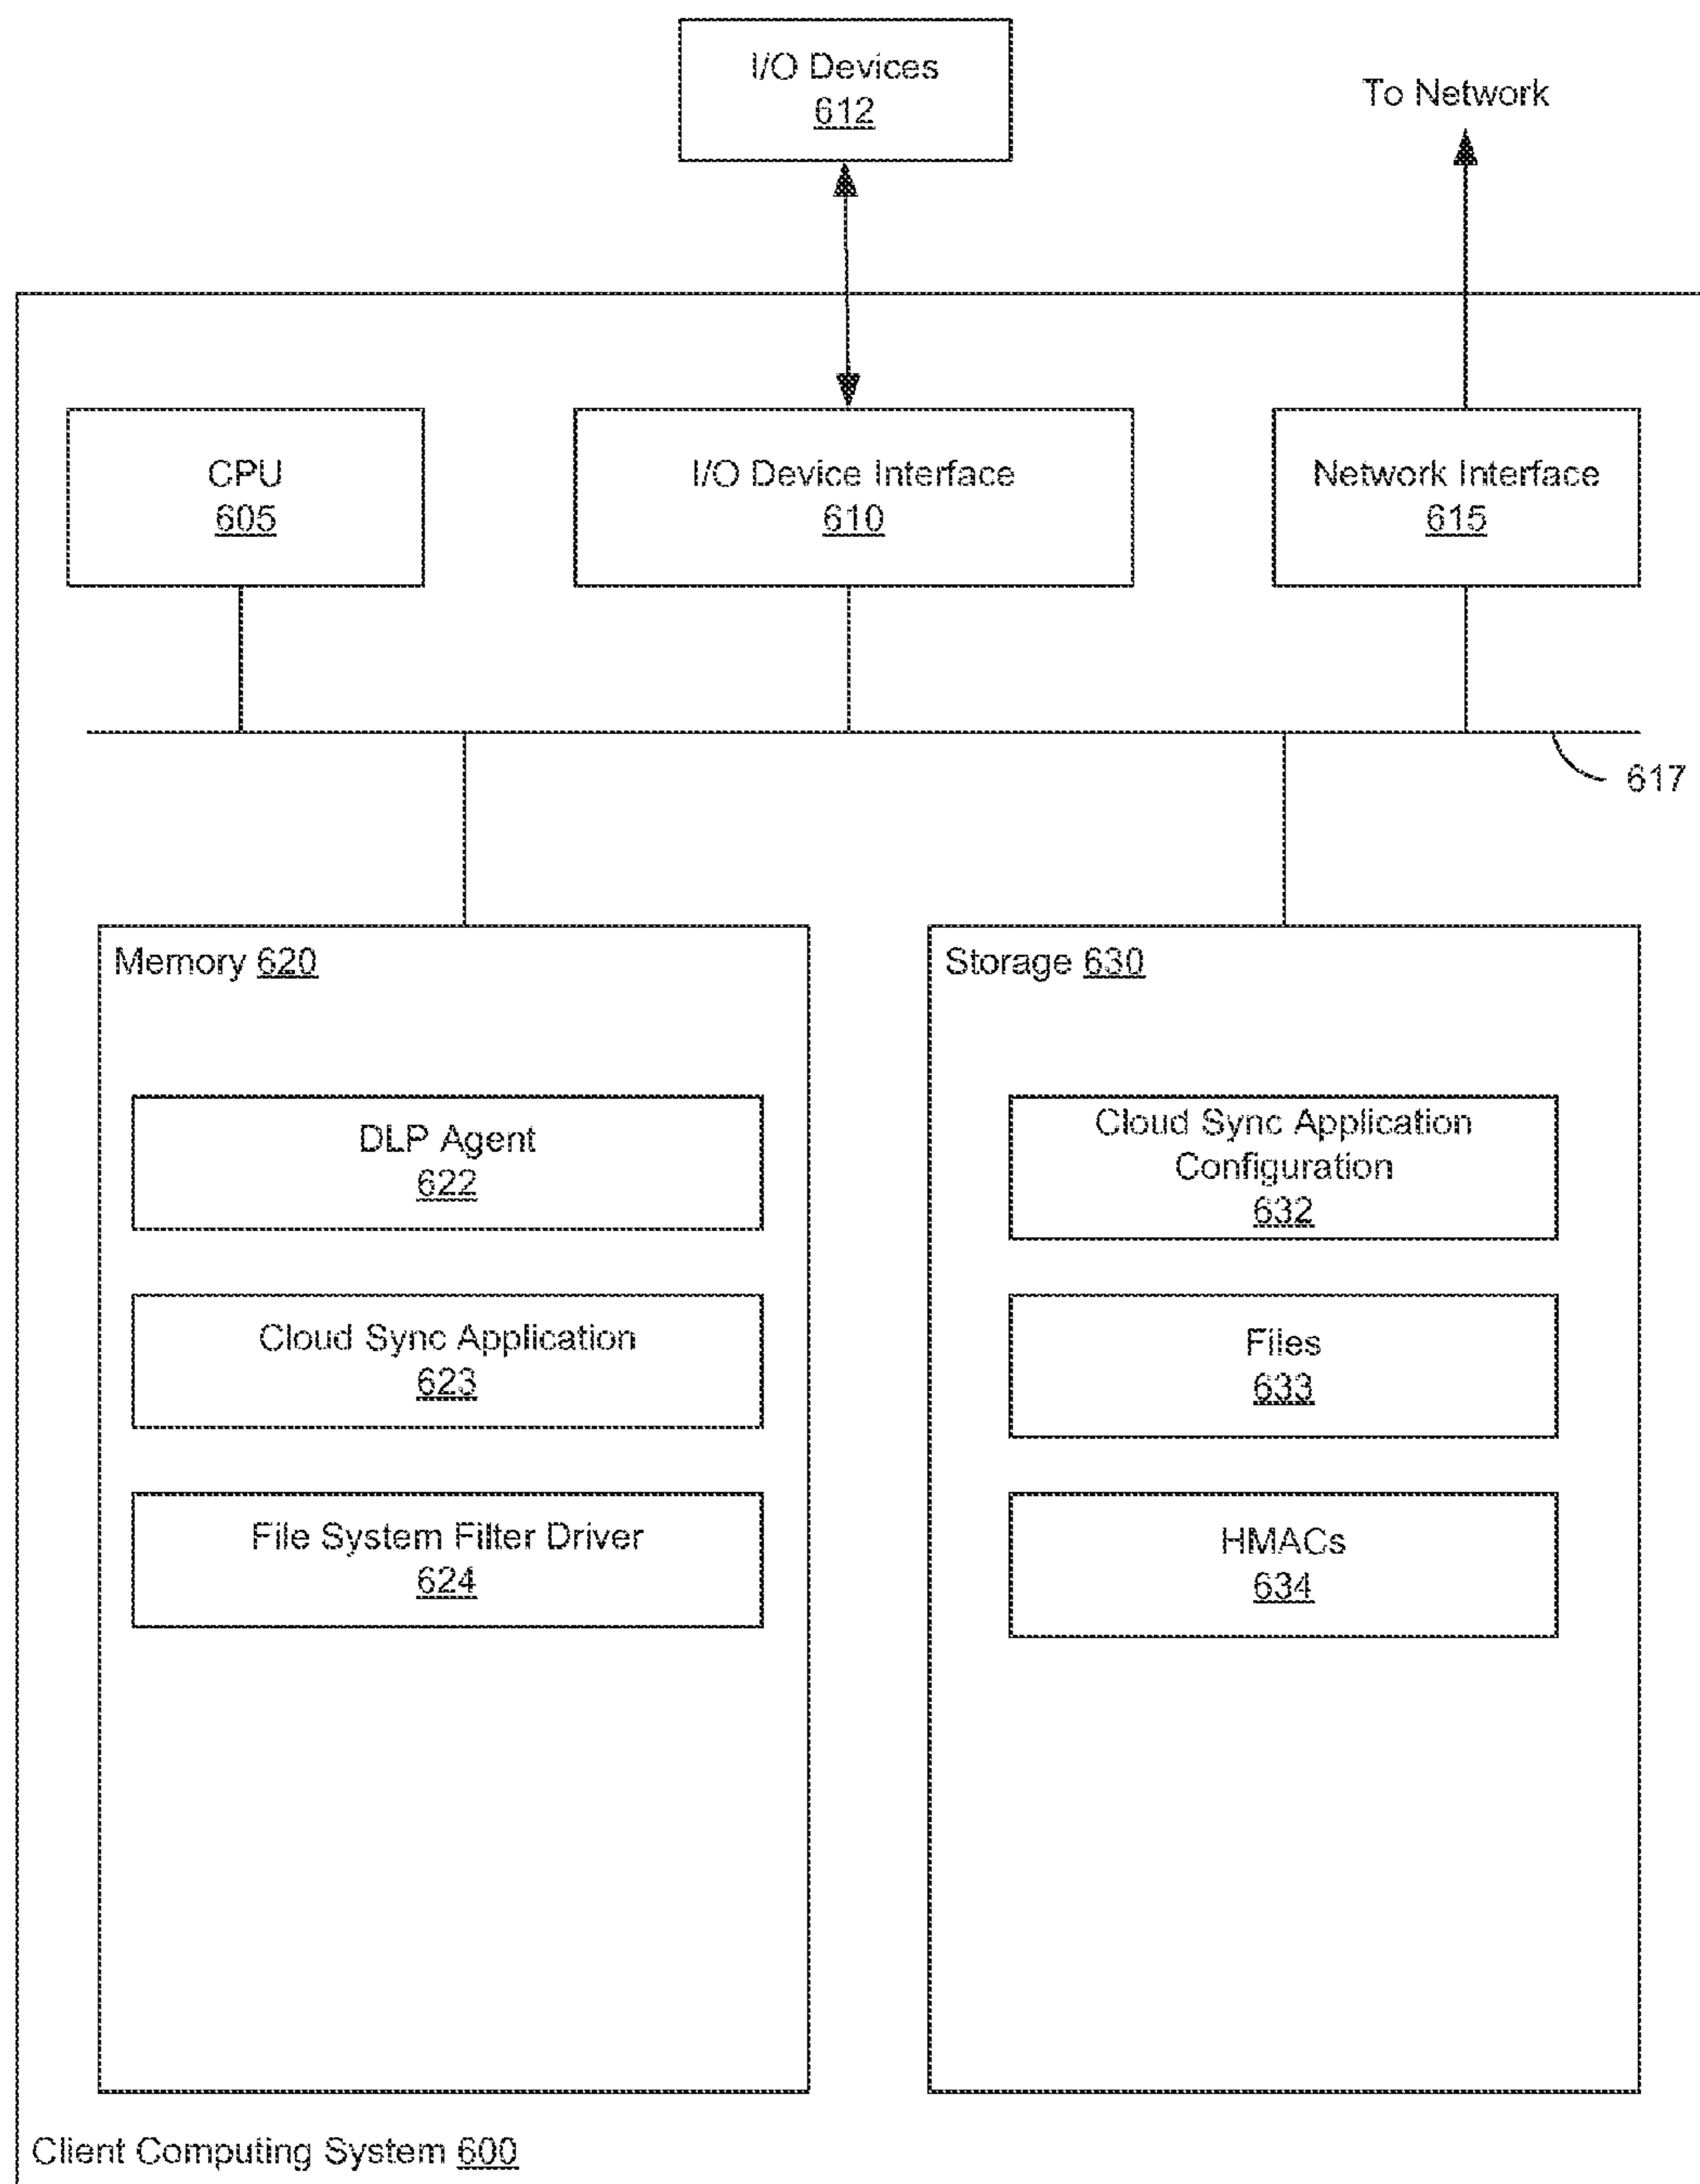 I/O Devices
612
To Network
CPU
605
I/O Device Interface
610
Network Interface
615
617
Memory 620
DLP Agent
622
Cloud Sync Application
623
File System Filter Driver
624
Storage 630
Cloud Sync Application
Configuration
632
Files
633
HMACs
634
Client Computing System 600